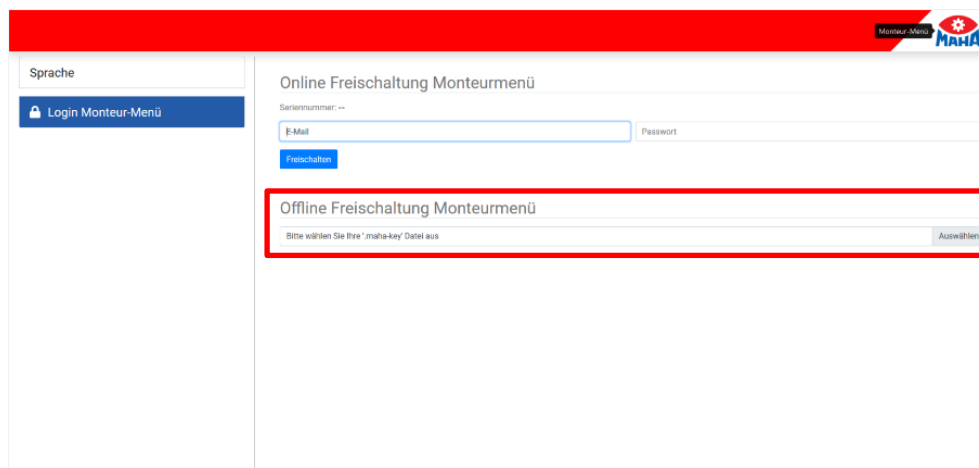 Monteur-Menü
MAHA
Sprache
Login Monteur-Menü
Online Freischaltung Monteurmenü
Seriennummer: --
E-Mail
Passwort
Freischalten
Offline Freischaltung Monteurmenü
Bitte wählen Sie Ihre '.maha-key' Datei aus
Auswählen